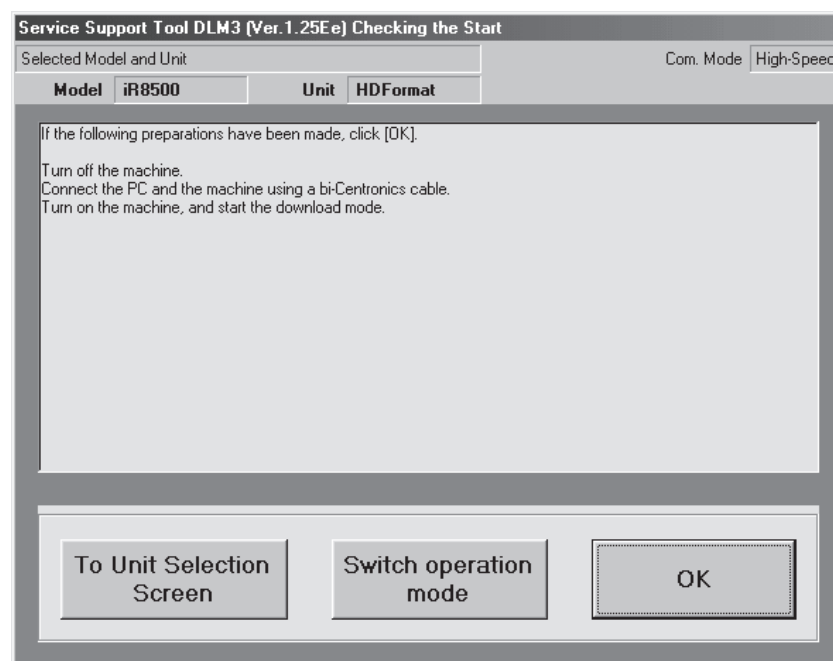 Service Support Tool DLM3 (Ver.1.25Ee) Checking the Start
Selected Model and Unit
Com. Mode High-Speed
Model iR8500 Unit HDFormat
If the following preparations have been made, click [OK].
Turn off the machine.
Connect the PC and the machine using a bi-Centronics cable.
Turn on the machine, and start the download mode.
To Unit Selection
Screen
Switch operation
mode
OK